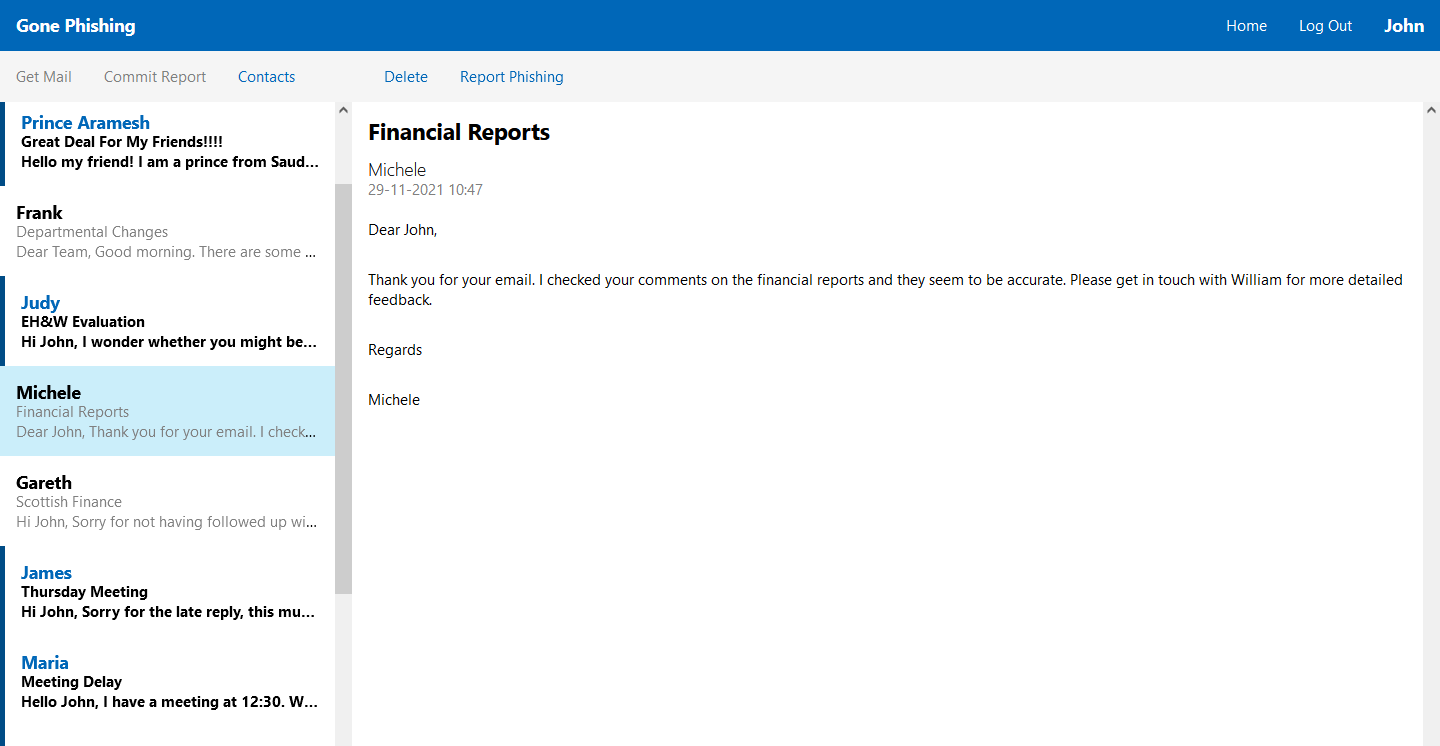 Gone Phishing
Home
Log Out
John
Get Mail
Commit Report
Contacts
Delete
Report Phishing
Prince Aramesh
Great Deal For My Friends!!!!
Hello my friend! I am a prince from Saud...
Frank
Departmental Changes
Dear Team, Good morning. There are some ...
Judy
EH&W Evaluation
Hi John, I wonder whether you might be...
Michele
Financial Reports
Dear John, Thank you for your email. I check...
Gareth
Scottish Finance
Hi John, Sorry for not having followed up wi...
James
Thursday Meeting
Hi John, Sorry for the late reply, this mu...
Maria
Meeting Delay
Hello John, I have a meeting at 12:30. W...
Financial Reports
Michele
29-11-2021 10:47
Dear John,
Thank you for your email. I checked your comments on the financial reports and they seem to be accurate. Please get in touch with William for more detailed
feedback.
Regards
Michele